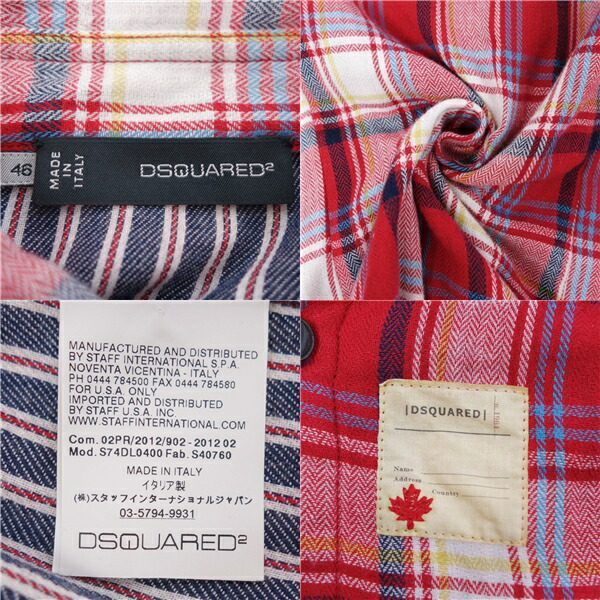 46
MADE
IN
ITALY
DSQUARED²
MANUFACTURED AND DISTRIBUTED
BY STAFF INTERNATIONAL S.P.A.
NOVENTA VICENTINA - ITALY
PH 0444 784500 FAX 0444 784580
FOR U.S.A. ONLY
IMPORTED AND DISTRIBUTED
BY STAFF U.S.A. INC.
WWW.STAFFINTERNATIONAL.COM
Com. 02PR/2012/902 - 2012 02
Mod. S74DL0400 Fab. S40760
MADE IN ITALY
イタリア製
(株)スタッフインターナショナルジャパン
03-5794-9931
DSQUARED²
|DSQUARED|
Name
Address
Country